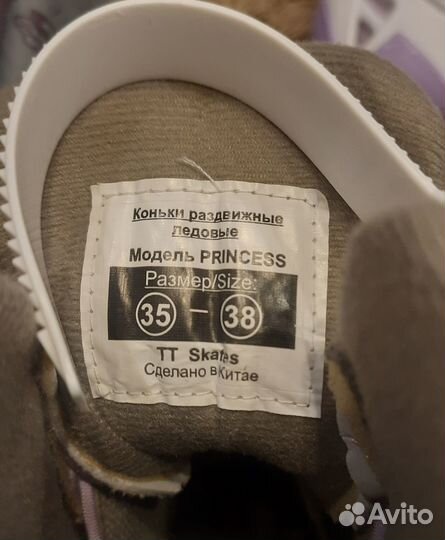 Коньки раздвижные
ледовые
Модель PRINCESS
Размер/Size:
35 – 38
TT Skates
Сделано в Китае
Avito